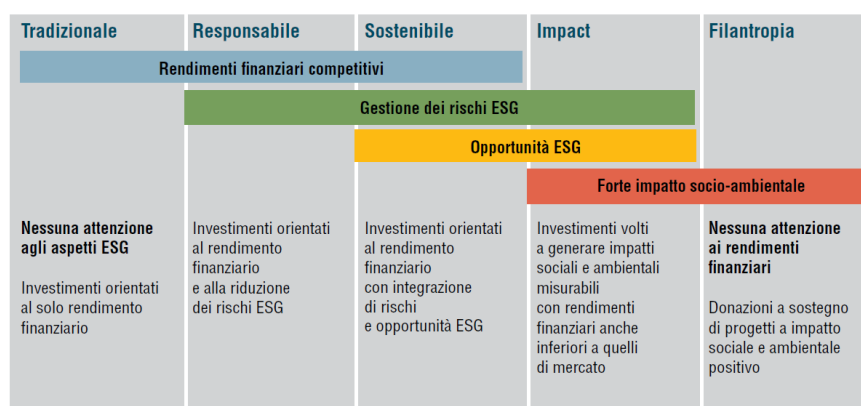 Tradizionale
Responsabile
Sostenibile
Impact
Filantropia
Rendimenti finanziari competitivi
Gestione dei rischi ESG
Opportunità ESG
Forte impatto socio-ambientale
Nessuna attenzione
agli aspetti ESG
Investimenti orientati
al solo rendimento
finanziario
Investimenti orientati
al rendimento
finanziario
e alla riduzione
dei rischi ESG
Investimenti orientati
al rendimento
finanziario
con integrazione
di rischi
e opportunità ESG
Investimenti volti
a generare impatti
sociali e ambientali
misurabili
con rendimenti
finanziari anche
inferiori a quelli
di mercato
Nessuna attenzione
ai rendimenti
finanziari
Donazioni a sostegno
di progetti a impatto
sociale e ambientale
positivo